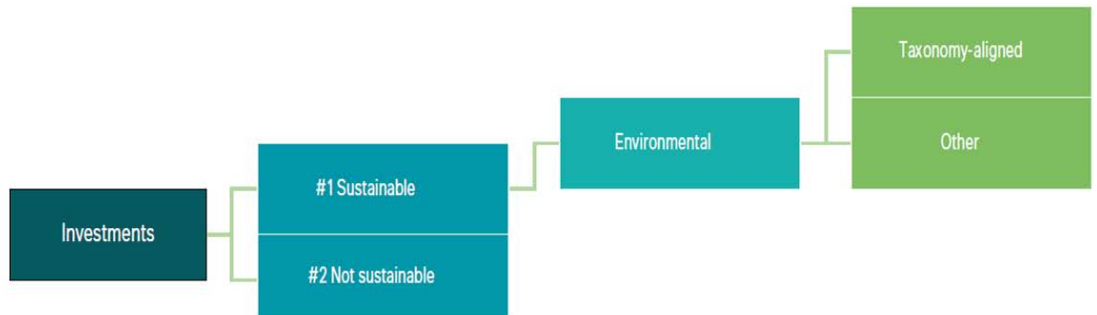 Taxonomy-aligned
Environmental
Other
#1 Sustainable
Investments
#2 Not sustainable